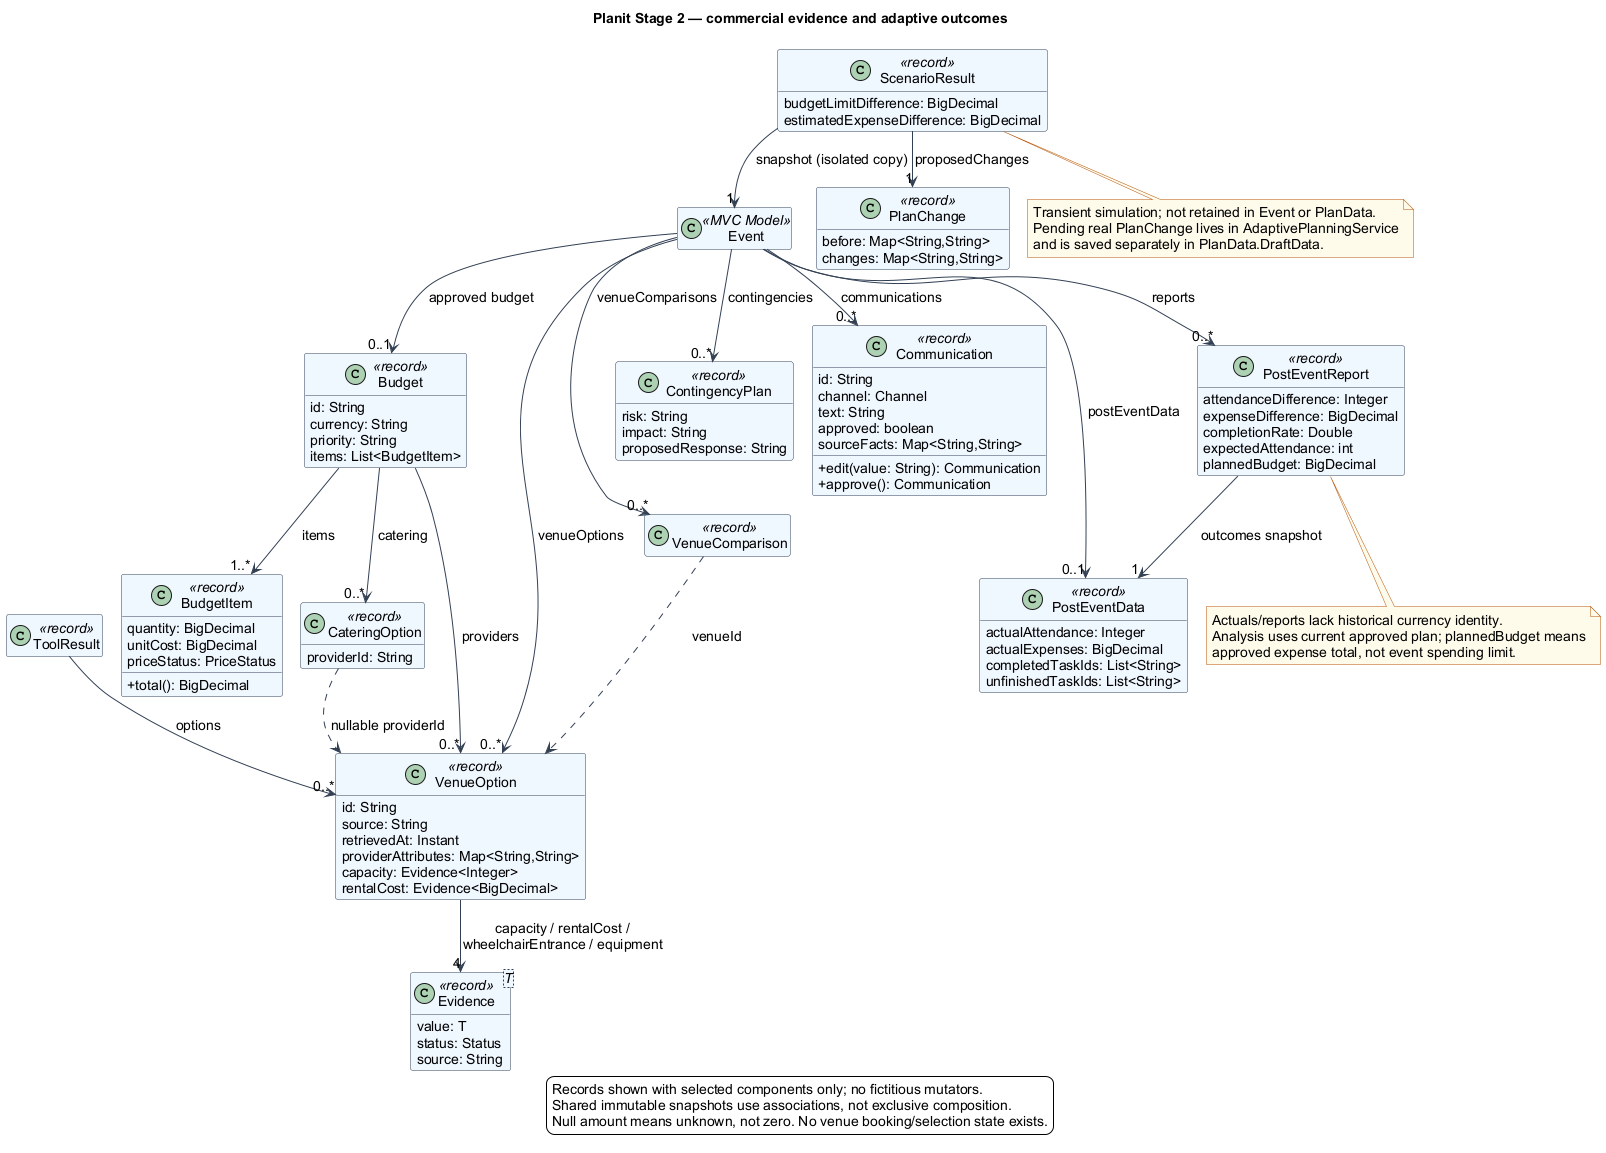 Planit Stage 2 — commercial evidence and adaptive outcomes
C
«record»
ScenarioResult
budgetLimitDifference: BigDecimal
estimatedExpenseDifference: BigDecimal
snapshot (isolated copy)
proposedChanges
1
1
C
«MVC Model»
Event
C
«record»
PlanChange
before: Map<String,String>
changes: Map<String,String>
Transient simulation; not retained in Event or PlanData.
Pending real PlanChange lives in AdaptivePlanningService
and is saved separately in PlanData.DraftData.
approved budget
venueComparisons
contingencies
communications
reports
0..1
0..*
0..*
0..*
C
«record»
Budget
id: String
currency: String
priority: String
items: List<BudgetItem>
C
«record»
ContingencyPlan
risk: String
impact: String
proposedResponse: String
C
«record»
Communication
id: String
channel: Channel
text: String
approved: boolean
sourceFacts: Map<String,String>
+edit(value: String): Communication
+approve(): Communication
postEventData
C
«record»
PostEventReport
attendanceDifference: Integer
expenseDifference: BigDecimal
completionRate: Double
expectedAttendance: int
plannedBudget: BigDecimal
items
catering
providers
venueOptions
0..*
C
«record»
VenueComparison
outcomes snapshot
1..*
0..*
0..1
1
C
«record»
ToolResult
C
«record»
BudgetItem
quantity: BigDecimal
unitCost: BigDecimal
priceStatus: PriceStatus
+total(): BigDecimal
C
«record»
CateringOption
providerId: String
venueId
C
«record»
PostEventData
actualAttendance: Integer
actualExpenses: BigDecimal
completedTaskIds: List<String>
unfinishedTaskIds: List<String>
Actuals/reports lack historical currency identity.
Analysis uses current approved plan; plannedBudget means
approved expense total, not event spending limit.
options
nullable providerId
0..*
0..*
0..*
C
«record»
VenueOption
id: String
source: String
retrievedAt: Instant
providerAttributes: Map<String,String>
capacity: Evidence<Integer>
rentalCost: Evidence<BigDecimal>
capacity / rentalCost /
wheelchairEntrance / equipment
4
C
«record»
Evidence
T
value: T
status: Status
source: String
Records shown with selected components only; no fictitious mutators.
Shared immutable snapshots use associations, not exclusive composition.
Null amount means unknown, not zero. No venue booking/selection state exists.